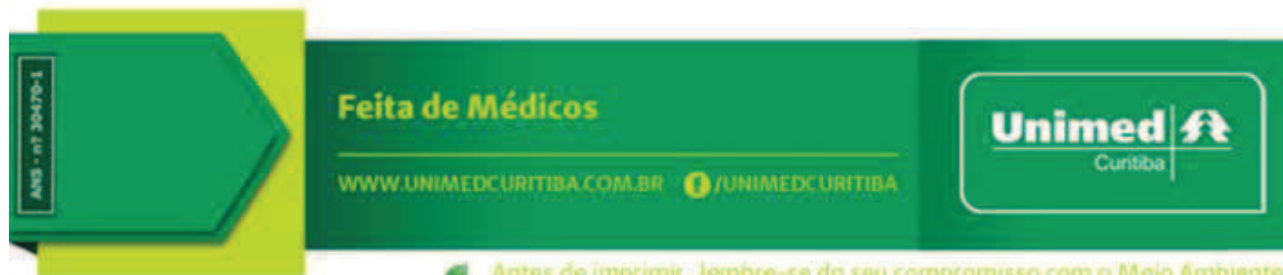 ANS - nº 30470-1
Feita de Médicos
WWW.UNIMEDCURITIBA.COM.BR f/UNIMEDCURITIBA
Unimed
Curitiba
Antes de imprimir, lembre-se do seu compromisso com o Meio Ambiente